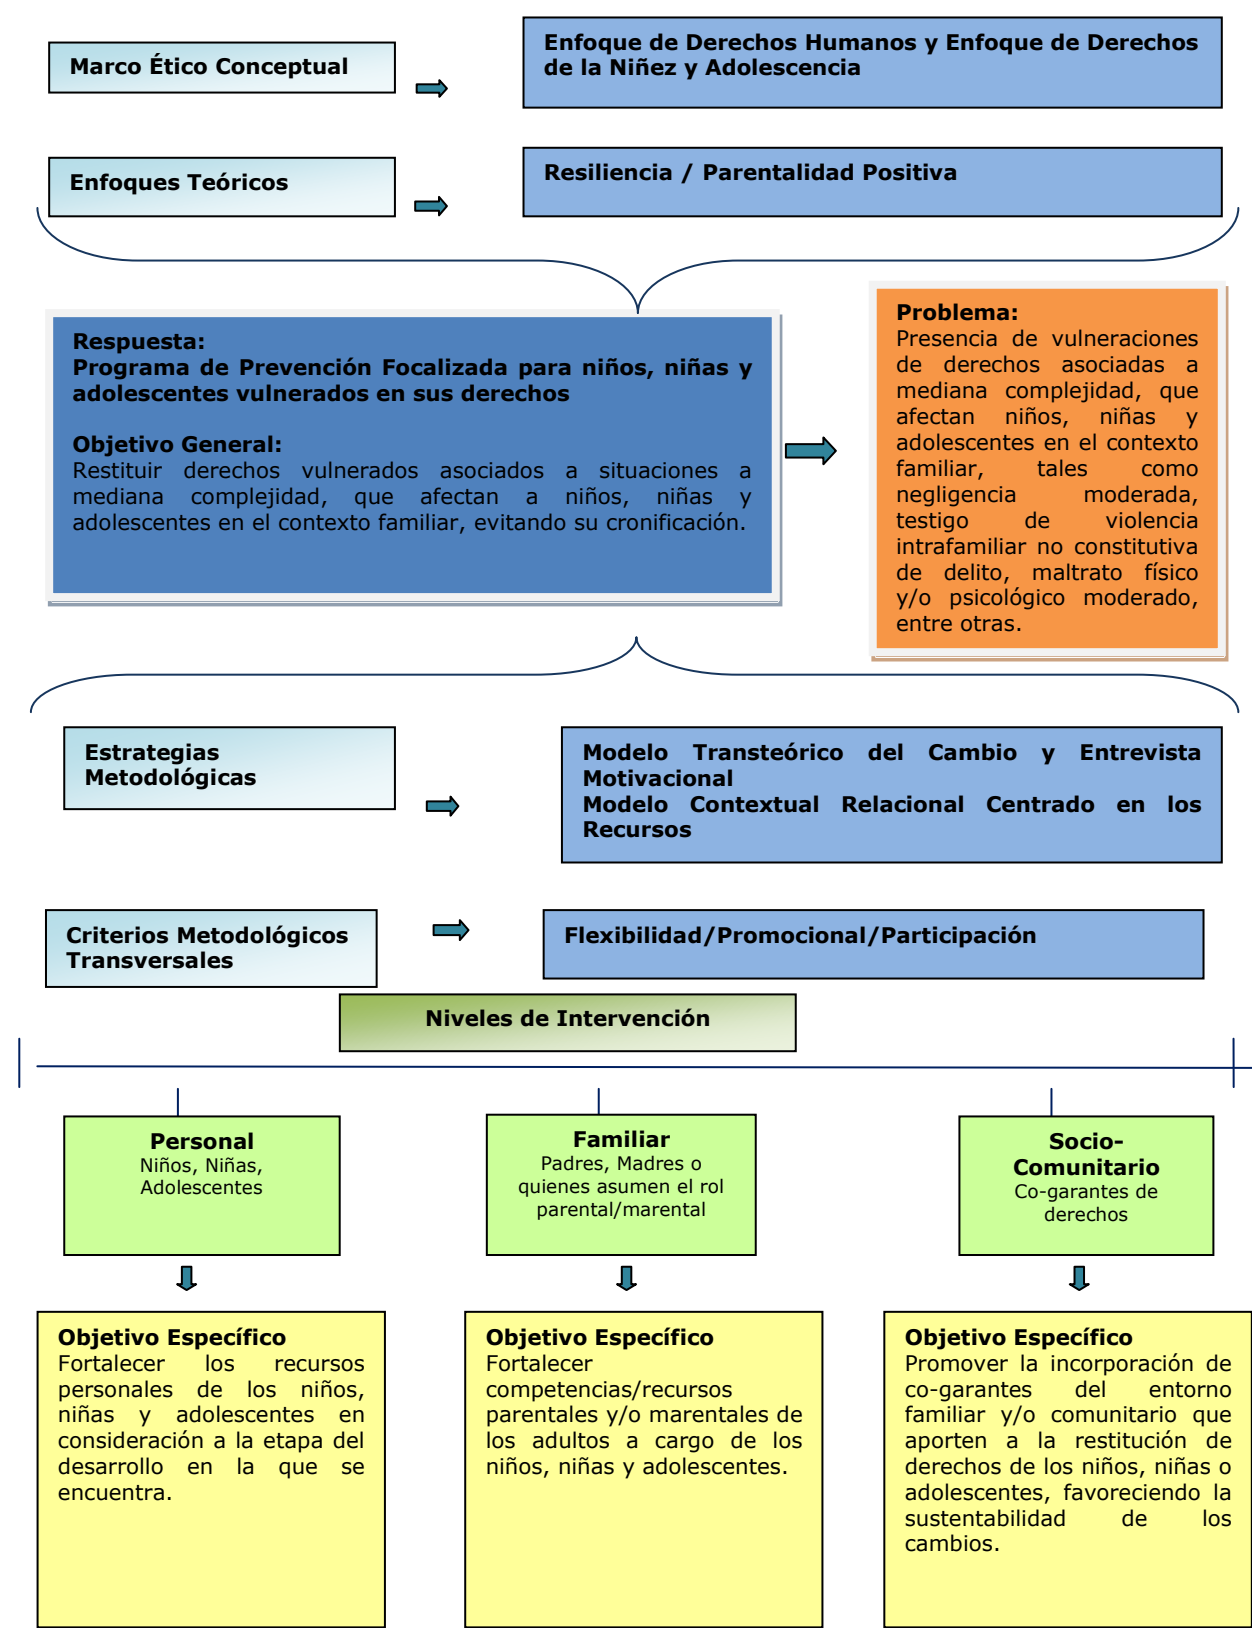 Marco Ético Conceptual
Enfoque de Derechos Humanos y Enfoque de Derechos
de la Niñez y Adolescencia
Enfoques Teóricos
Resiliencia / Parentalidad Positiva
Respuesta:
Programa de Prevención Focalizada para niños, niñas y
adolescentes vulnerados en sus derechos
Objetivo General:
Restituir derechos vulnerados asociados a situaciones a
mediana complejidad, que afectan a niños, niñas y
adolescentes en el contexto familiar, evitando su cronificación.
Problema:
Presencia de vulneraciones
de derechos asociadas a
mediana complejidad, que
afectan niños, niñas y
adolescentes en el contexto
familiar, tales como
negligencia moderada,
testigo de violencia
intrafamiliar no constitutiva
de delito, maltrato físico
y/o psicológico moderado,
entre otras.
Estrategias
Metodológicas
Modelo Transteórico del Cambio y Entrevista
Motivacional
Modelo Contextual Relacional Centrado en los
Recursos
Criterios Metodológicos
Transversales
Flexibilidad/Promocional/Participación
Niveles de Intervención
Personal
Niños, Niñas,
Adolescentes
Familiar
Padres, Madres o
quienes asumen el rol
parental/marental
Socio-
Comunitario
Co-garantes de
derechos
Objetivo Específico
Fortalecer los recursos
personales de los niños,
niñas y adolescentes en
consideración a la etapa del
desarrollo en la que se
encuentra.
Objetivo Específico
Fortalecer
competencias/recursos
parentales y/o marentales de
los adultos a cargo de los
niños, niñas y adolescentes.
Objetivo Específico
Promover la incorporación de
co-garantes del entorno
familiar y/o comunitario que
aporten a la restitución de
derechos de los niños, niñas o
adolescentes, favoreciendo la
sustentabilidad de los
cambios.